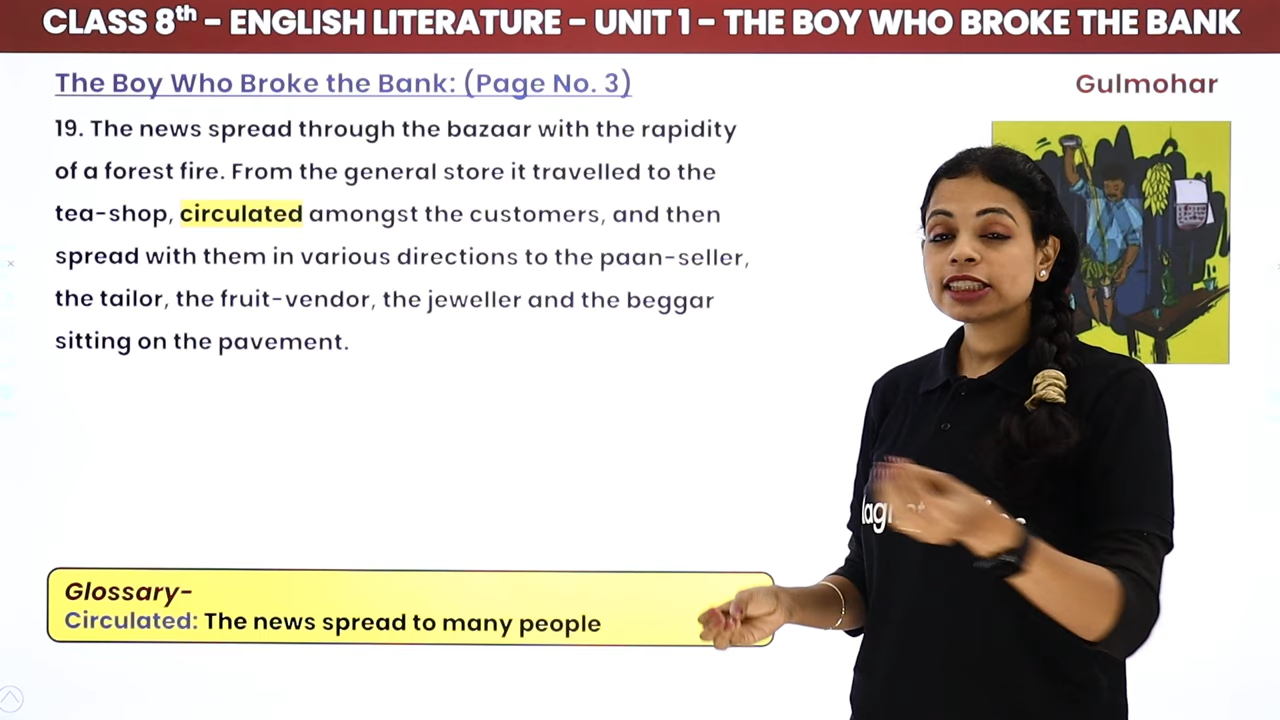 CLASS 8th - ENGLISH LITERATURE - UNIT 1 - THE BOY WHO BROKE THE BANK
The Boy Who Broke the Bank: (Page No. 3)
Gulmohar
19. The news spread through the bazaar with the rapidity
of a forest fire. From the general store it travelled to the
tea-shop, circulated amongst the customers, and then
spread with them in various directions to the paan-seller,
the tailor, the fruit-vendor, the jeweller and the beggar
sitting on the pavement.
Glossary-
Circulated: The news spread to many people